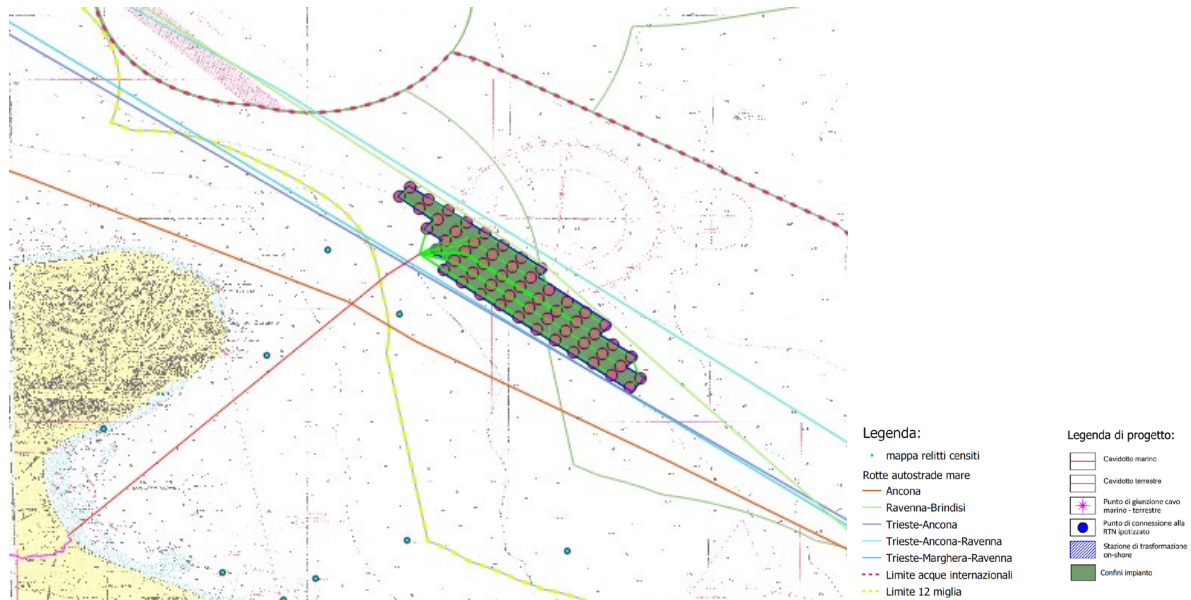 Legenda:
mappa relitti censiti
Rotte autostrade mare
Ancona
Ravenna-Brindisi
Trieste-Ancona
Trieste-Ancona-Ravenna
Trieste-Marghera-Ravenna
Limite acque internazionali
Limite 12 miglia
Legenda di progetto:
Cavidotto marino
Cavidotto terrestre
Punto di giunzione cavo
marino - terrestre
Punto di connessione alla
RTN ipotizzato
Stazione di trasformazione
on-shore
Confini impianto